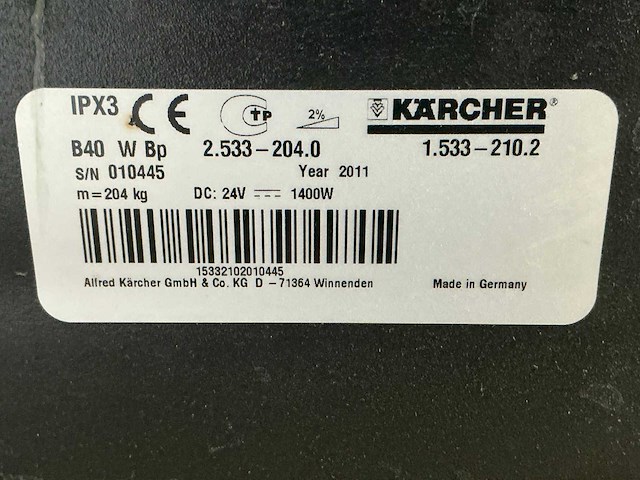 IPX3 CE CTP 2% KÄRCHER®
B40 W Bp 2.533-204.0 1.533-210.2
S/N 010445 Year 2011
m=204 kg DC: 24V 1400W
15332102010445
Alfred Kärcher GmbH & Co. KG D - 71364 Winnenden Made in Germany